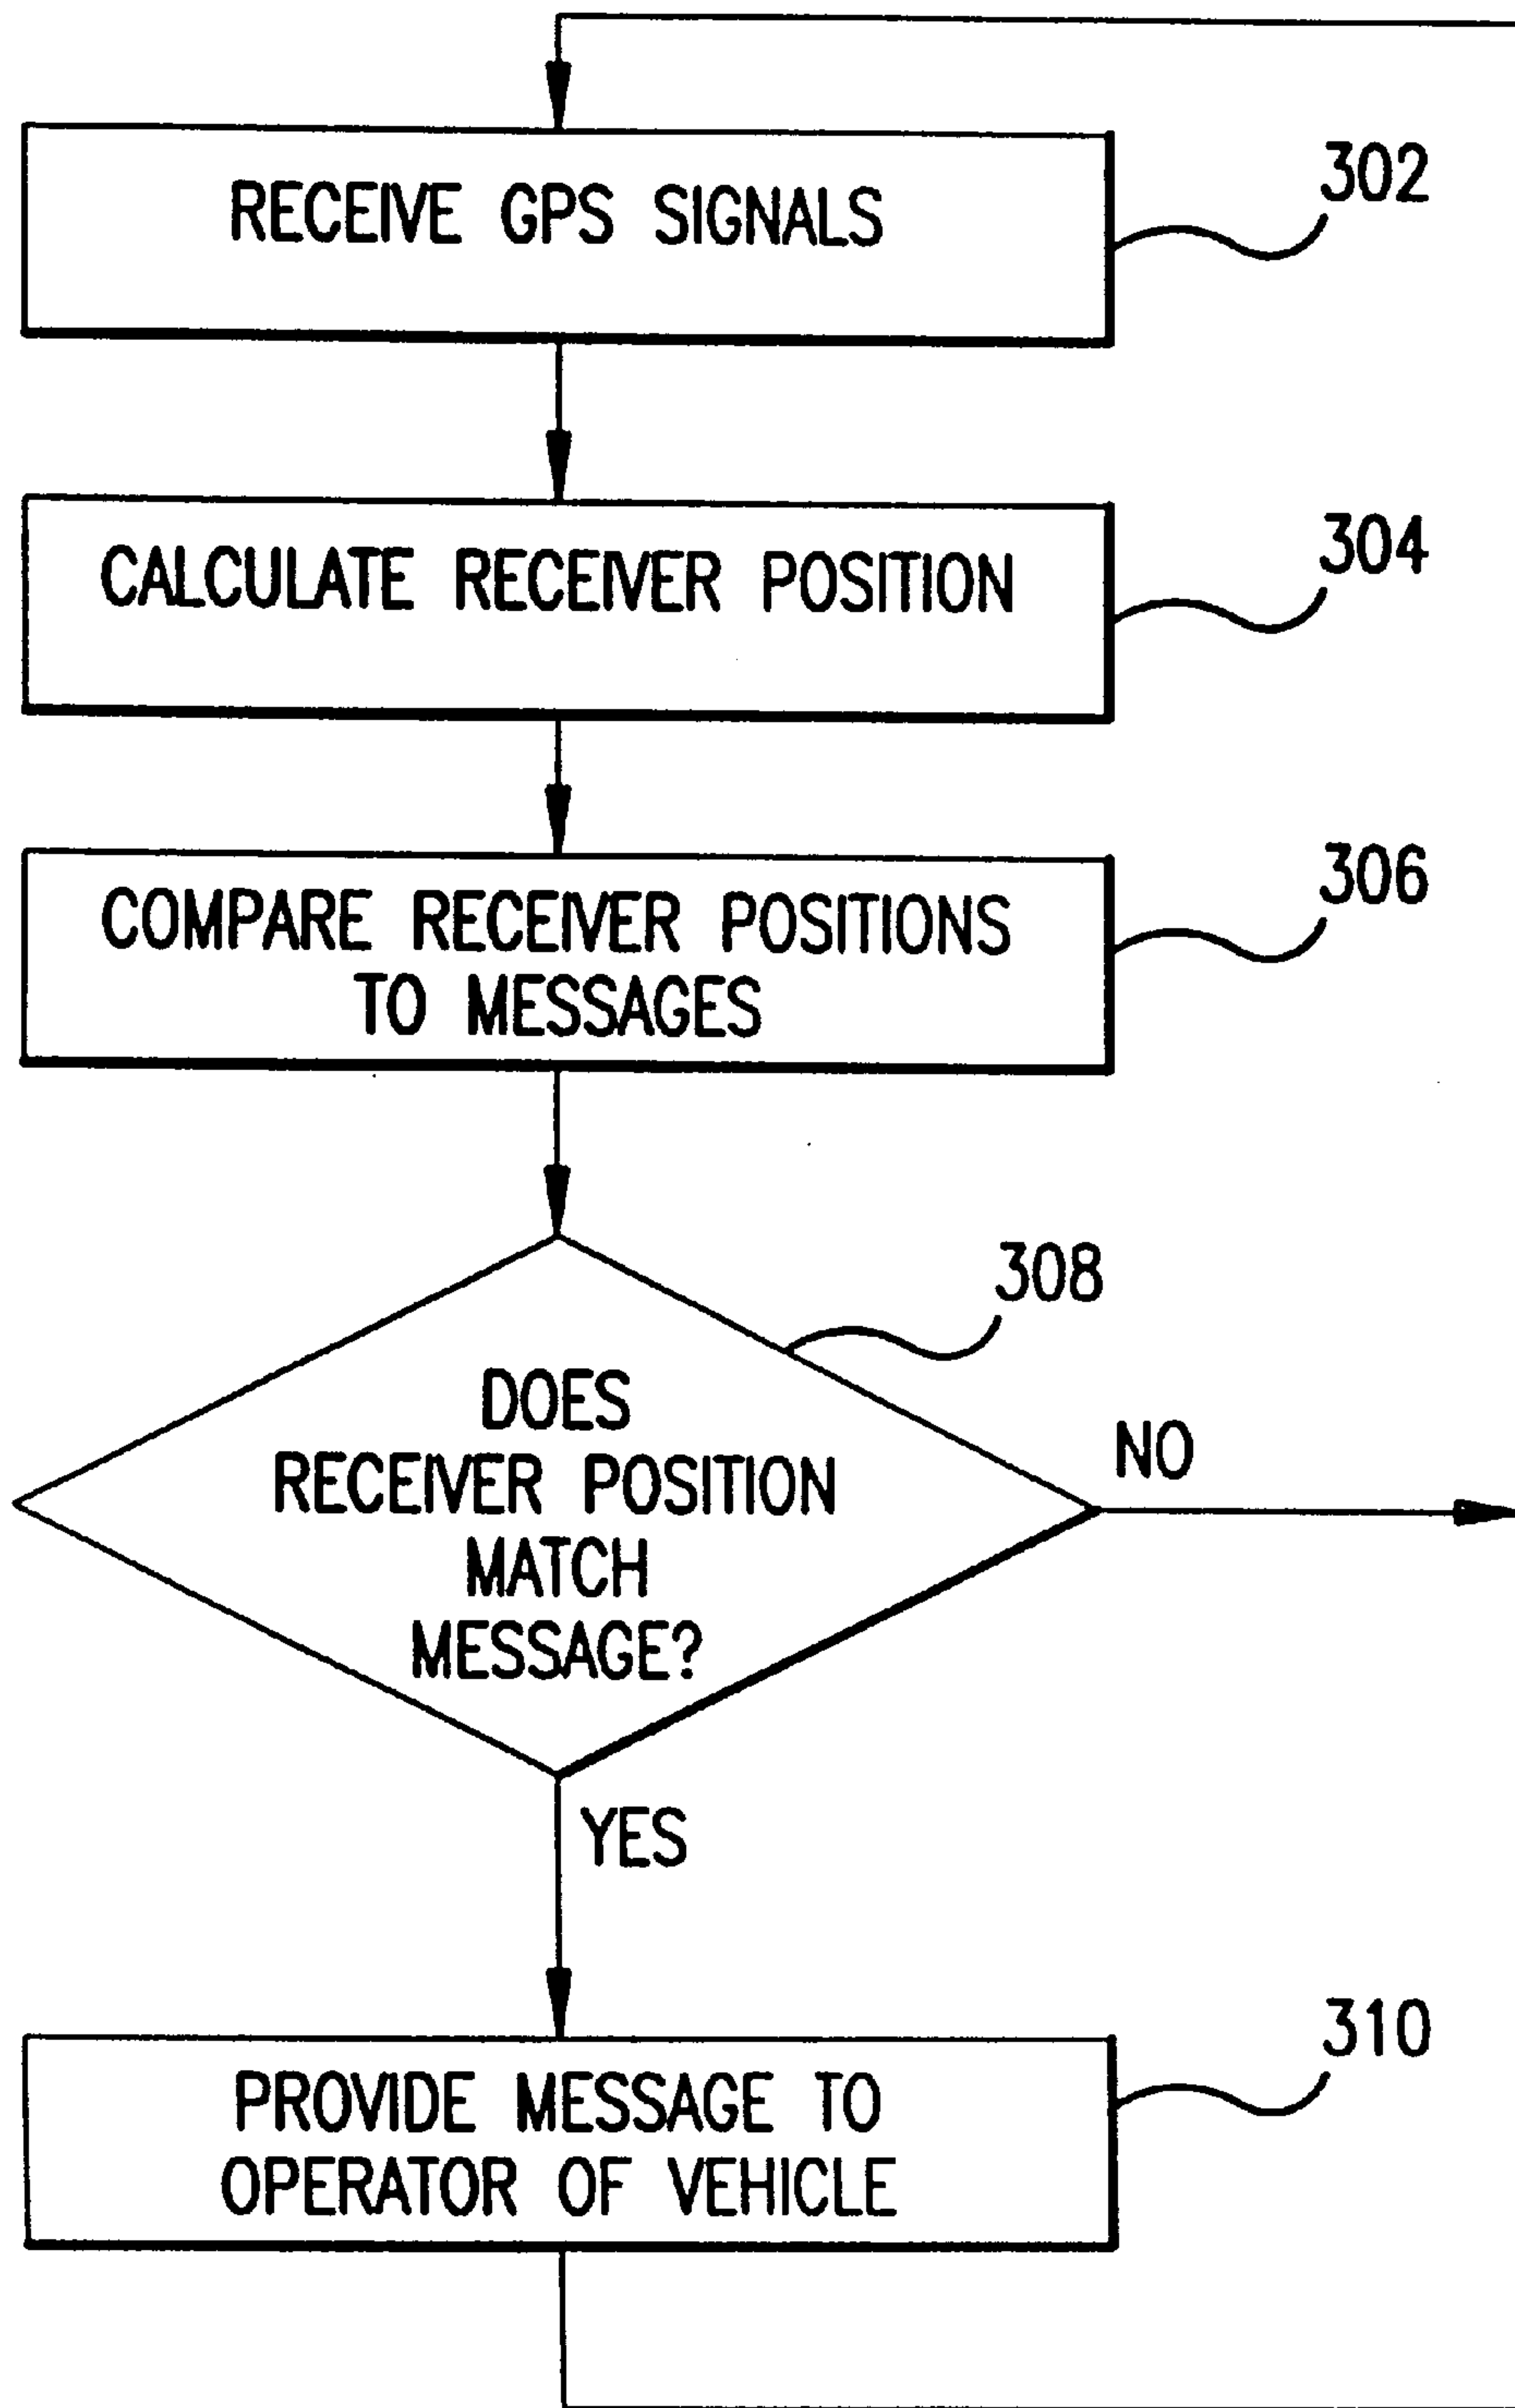 RECEIVE GPS SIGNALS
302
CALCULATE RECEIVER POSITION
304
COMPARE RECEIVER POSITIONS
TO MESSAGES
306
308
DOES
RECEIVER POSITION
MATCH
MESSAGE?
NO
YES
PROVIDE MESSAGE TO
OPERATOR OF VEHICLE
310